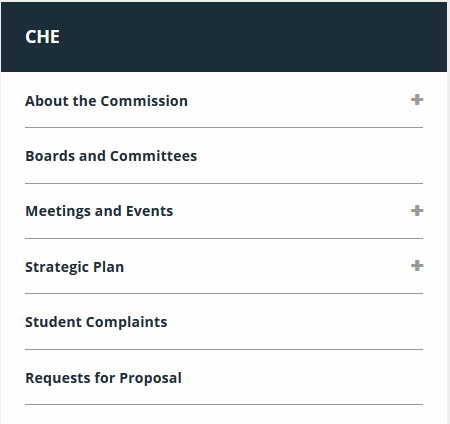 CHE
About the Commission
Boards and Committees
Meetings and Events
Strategic Plan
Student Complaints
Requests for Proposal